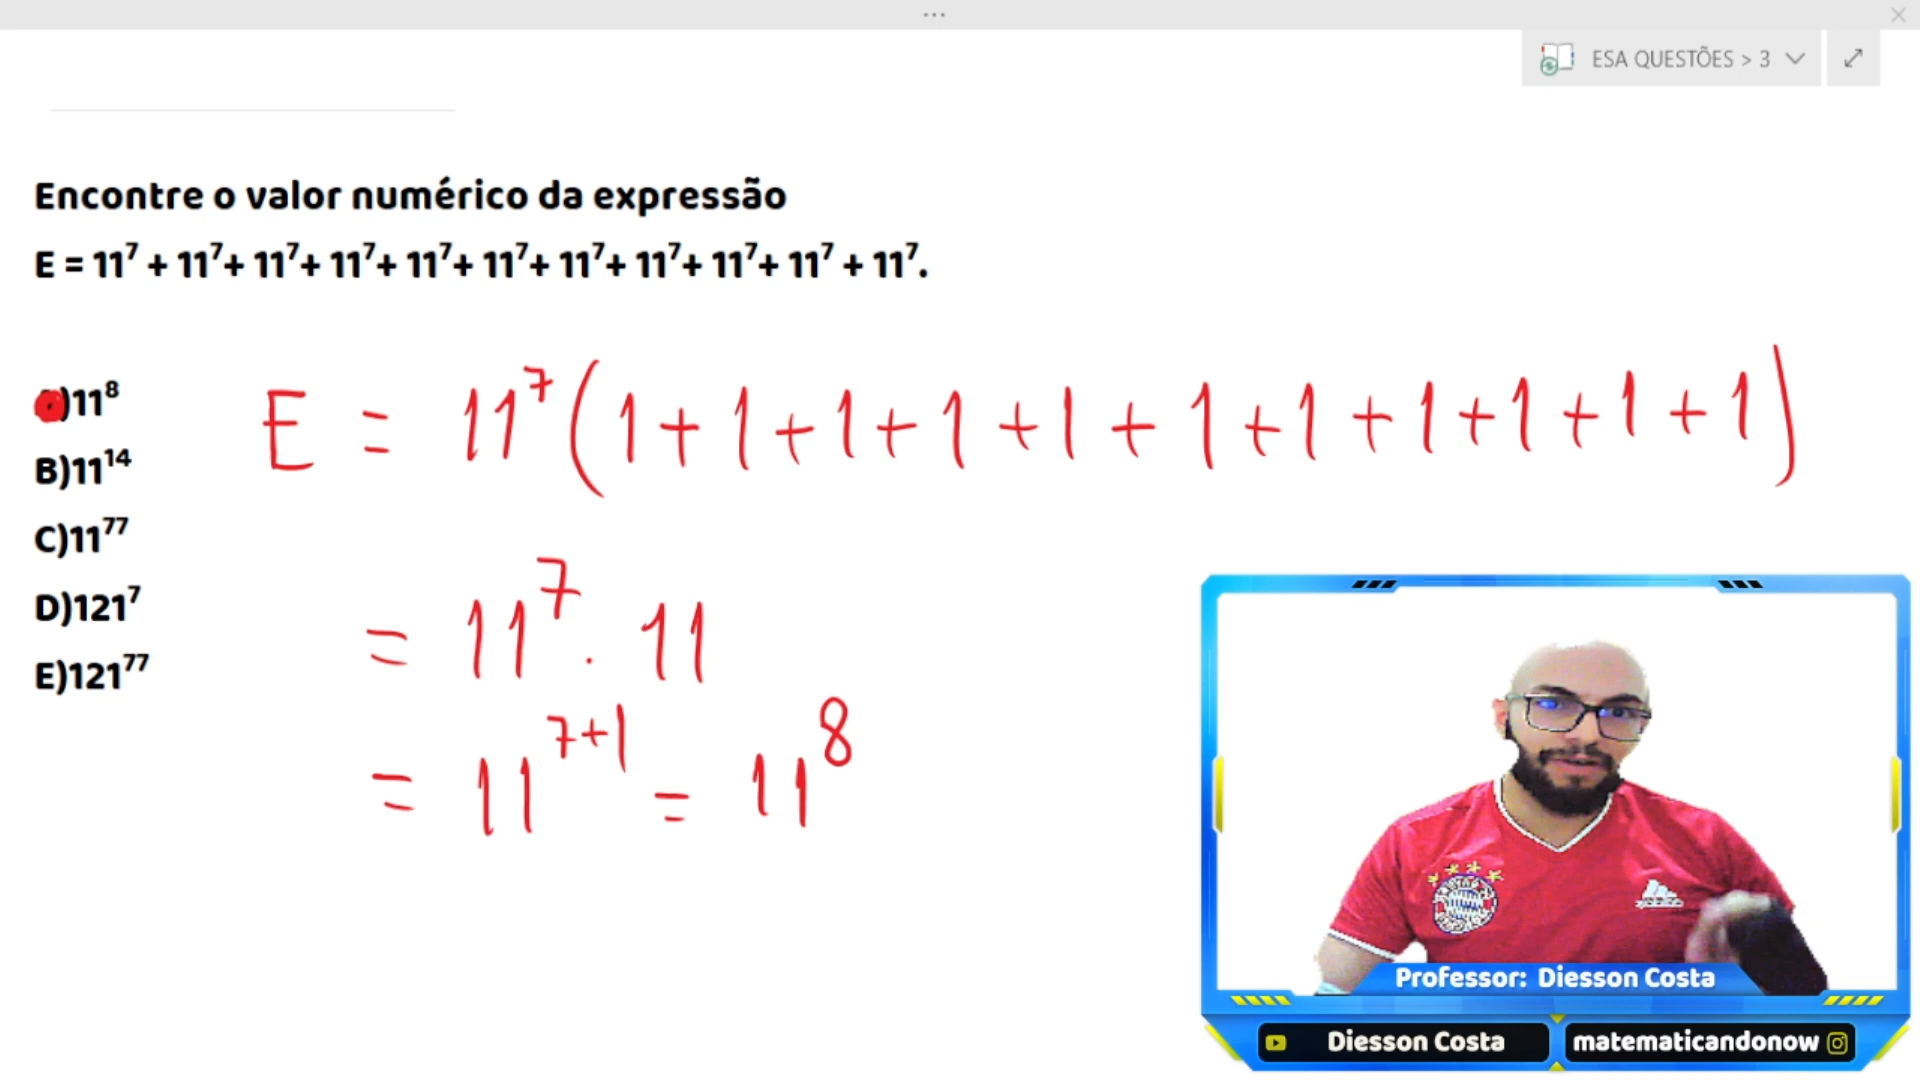 ...
ESA QUESTÕES > 3
Encontre o valor numérico da expressão
E = 11⁷ + 11⁷+ 11⁷+ 11⁷+ 11⁷+ 11⁷+ 11⁷+ 11⁷+ 11⁷+ 11⁷ + 11⁷.
)11⁸
B)11¹⁴
C)11⁷⁷
D)121⁷
E)121⁷⁷
E = 11⁷(1+1+1+1+1+1+1+1+1+1+1)
= 11⁷ . 11
= 11⁷⁺¹ = 11⁸
Professor: Diesson Costa
Diesson Costa
matematicandonow